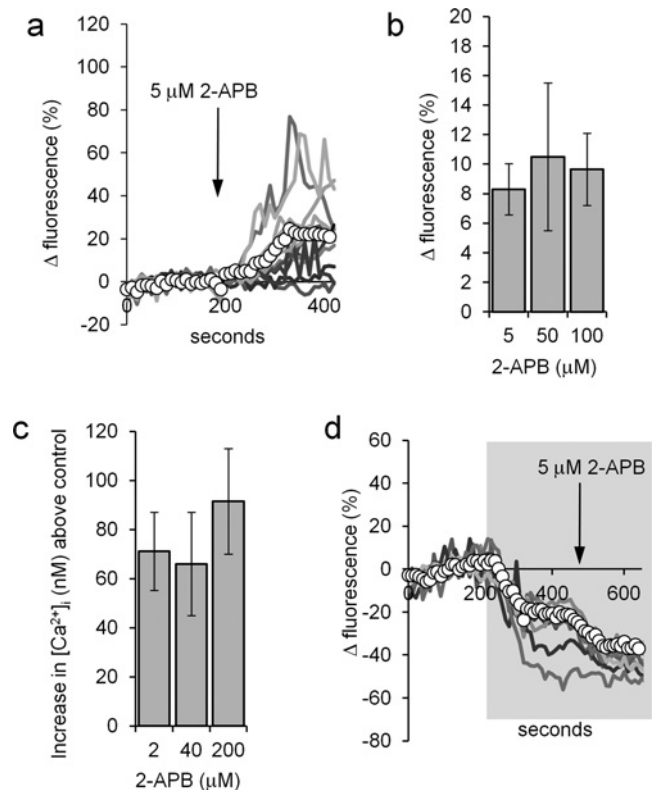 a
120
100
80
60
40
20
0
-20
Δ fluorescence (%)
5 μM 2-APB
0 200 400
seconds
b
20
18
16
14
12
10
8
6
4
2
0
Δ fluorescence (%)
5 50 100
2-APB (μM)
c
120
100
80
60
40
20
0
Increase in [Ca²⁺]ᵢ (nM) above control
2 40 200
2-APB (μM)
d
60
40
20
0
-20
-40
-60
-80
Δ fluorescence (%)
5 μM 2-APB
0 200 400 600
seconds